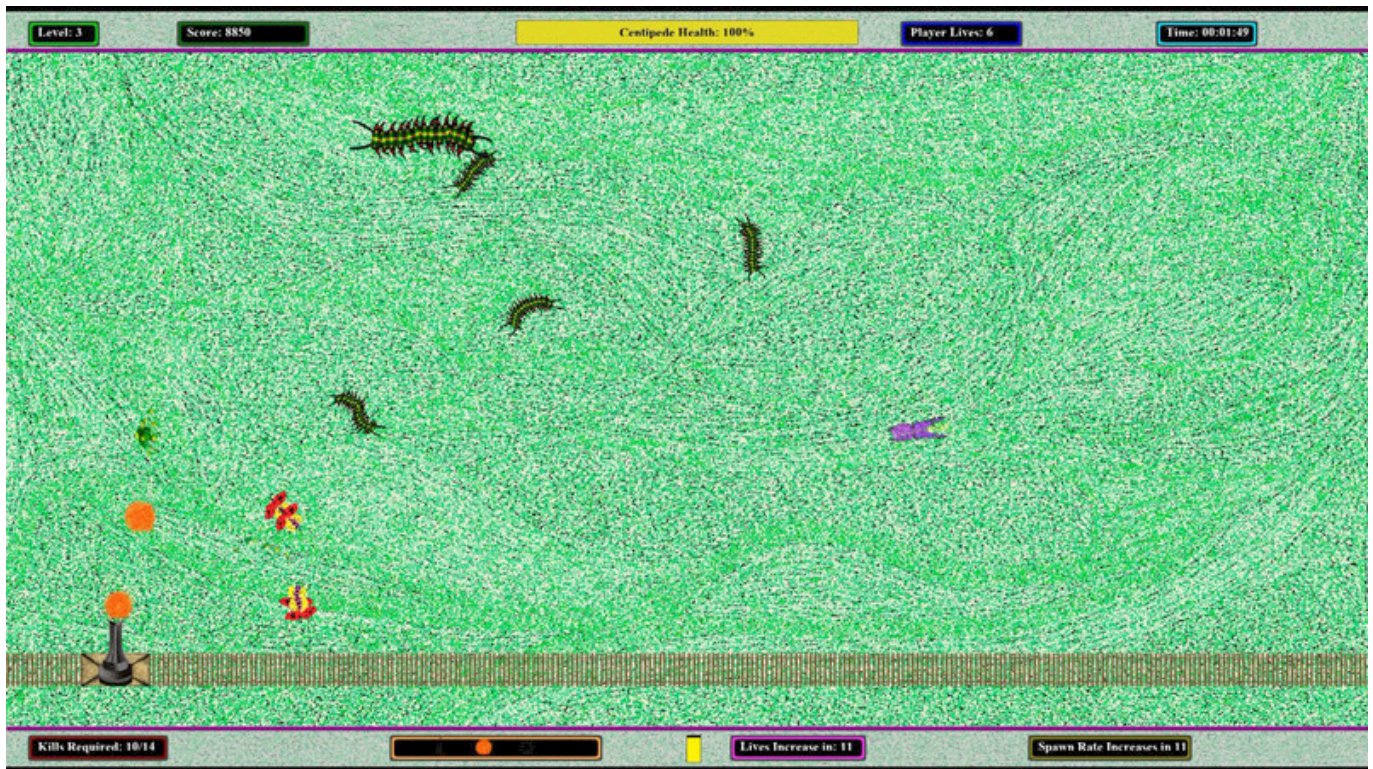 Level: 3
Score: 8850
Centipede Health: 100%
Player Lives: 6
Time: 00:01:49
Kills Required: 10/14
Lives Increase in: 11
Spawn Rate Increases in 11